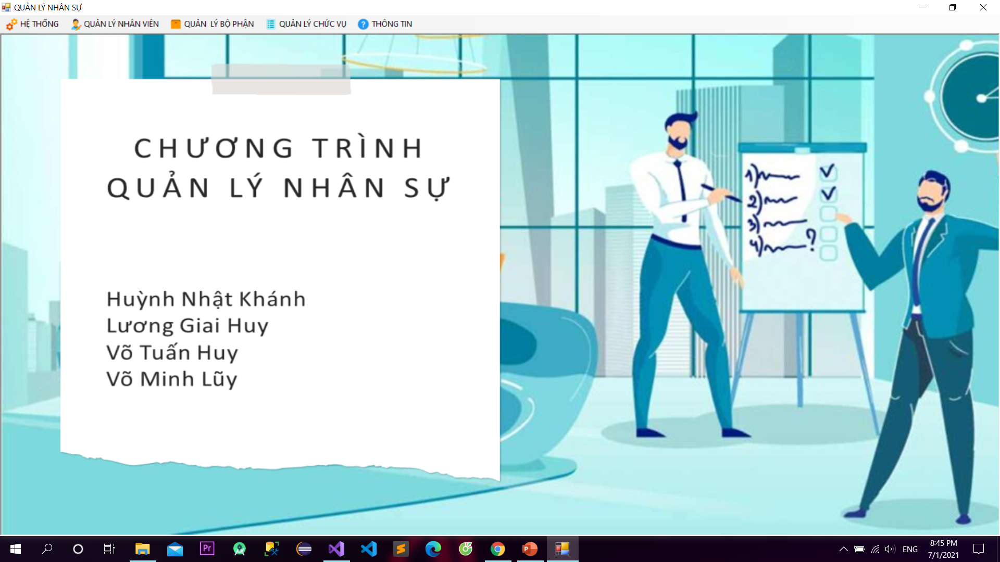 QUẢN LÝ NHÂN SỰ
HỆ THỐNG QUẢN LÝ NHÂN VIÊN QUẢN LÝ BỘ PHẬN QUẢN LÝ CHỨC VỤ ? THÔNG TIN
CHƯƠNG TRÌNH
QUẢN LÝ NHÂN SỰ
Huỳnh Nhật Khánh
Lương Giai Huy
Võ Tuấn Huy
Võ Minh Lũy
1)
2)
3)
4) ?
Pr
P
ENG
8:45 PM
7/1/2021